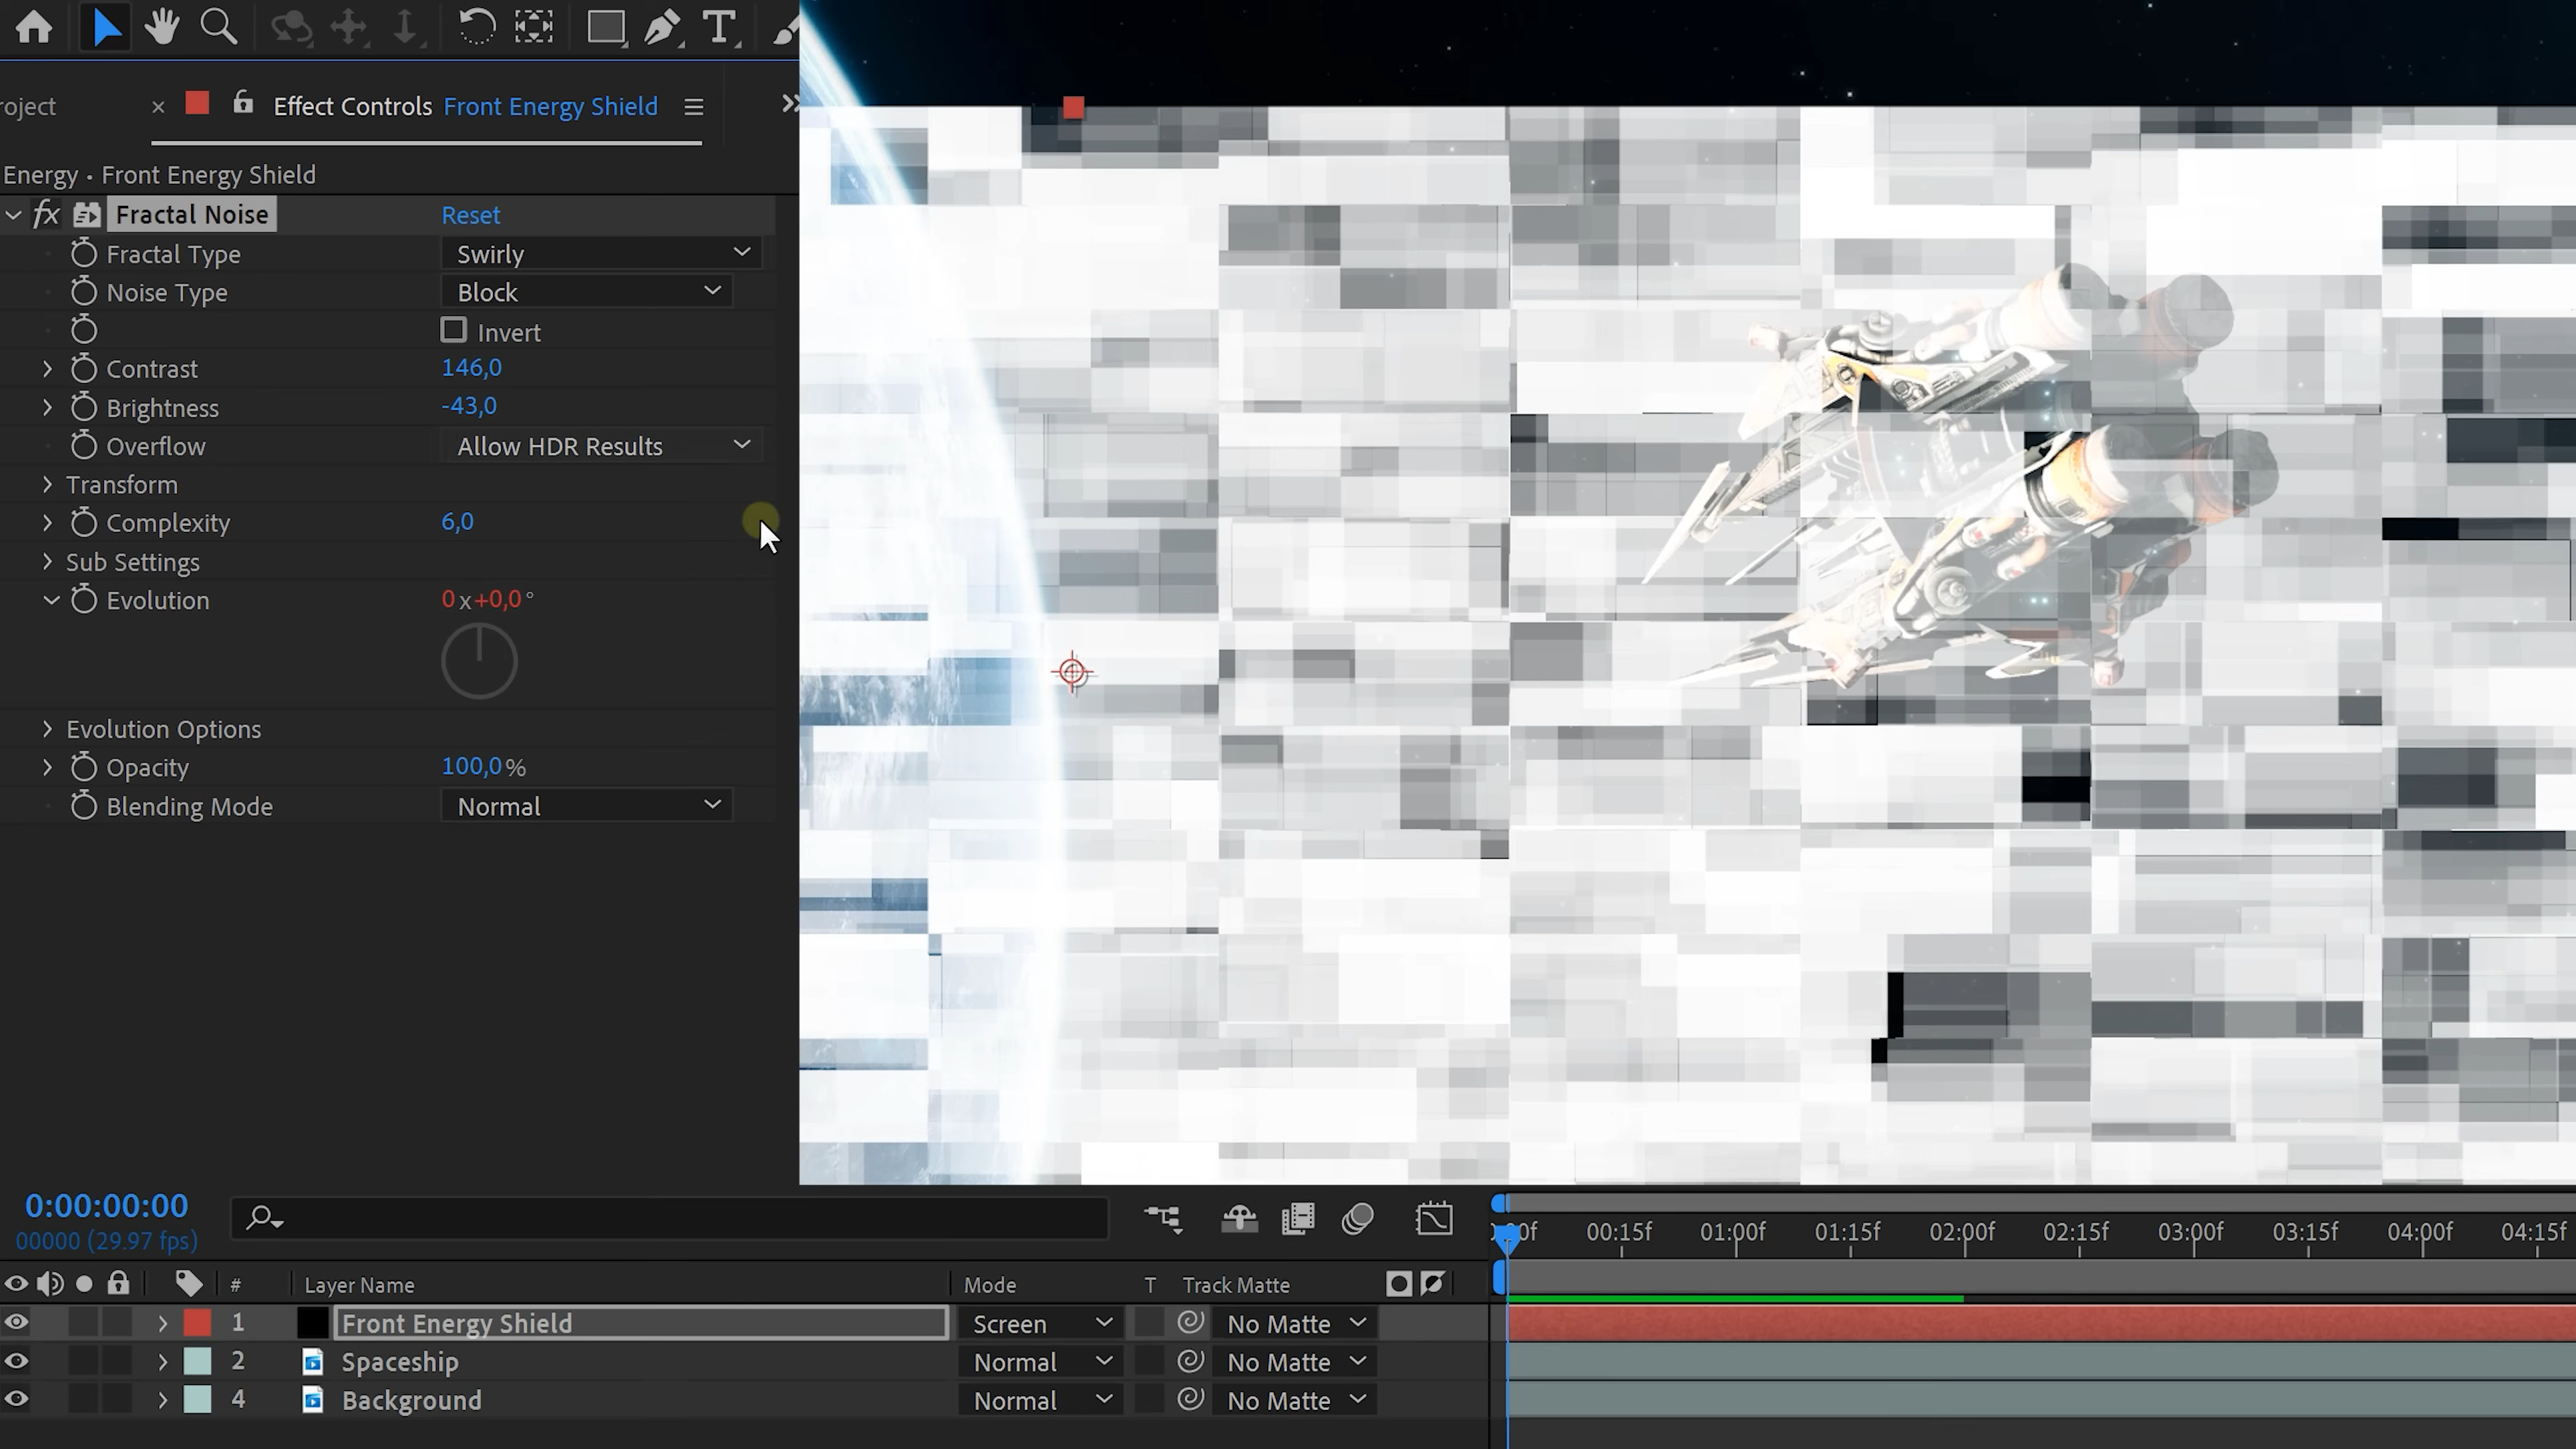 T
roject
× Effect Controls Front Energy Shield
Energy • Front Energy Shield
fx Fractal Noise Reset
Fractal Type Swirly
Noise Type Block
Invert
Contrast 146,0
Brightness -43,0
Overflow Allow HDR Results
Transform
Complexity 6,0
Sub Settings
Evolution 0x+0,0°
Evolution Options
Opacity 100,0%
Blending Mode Normal
0:00:00:00
00000 (29.97 fps)
00f 00:15f 01:00f 01:15f 02:00f 02:15f 03:00f 03:15f 04:00f 04:15f
# Layer Name Mode T Track Matte
1 Front Energy Shield Screen No Matte
2 Spaceship Normal No Matte
4 Background Normal No Matte